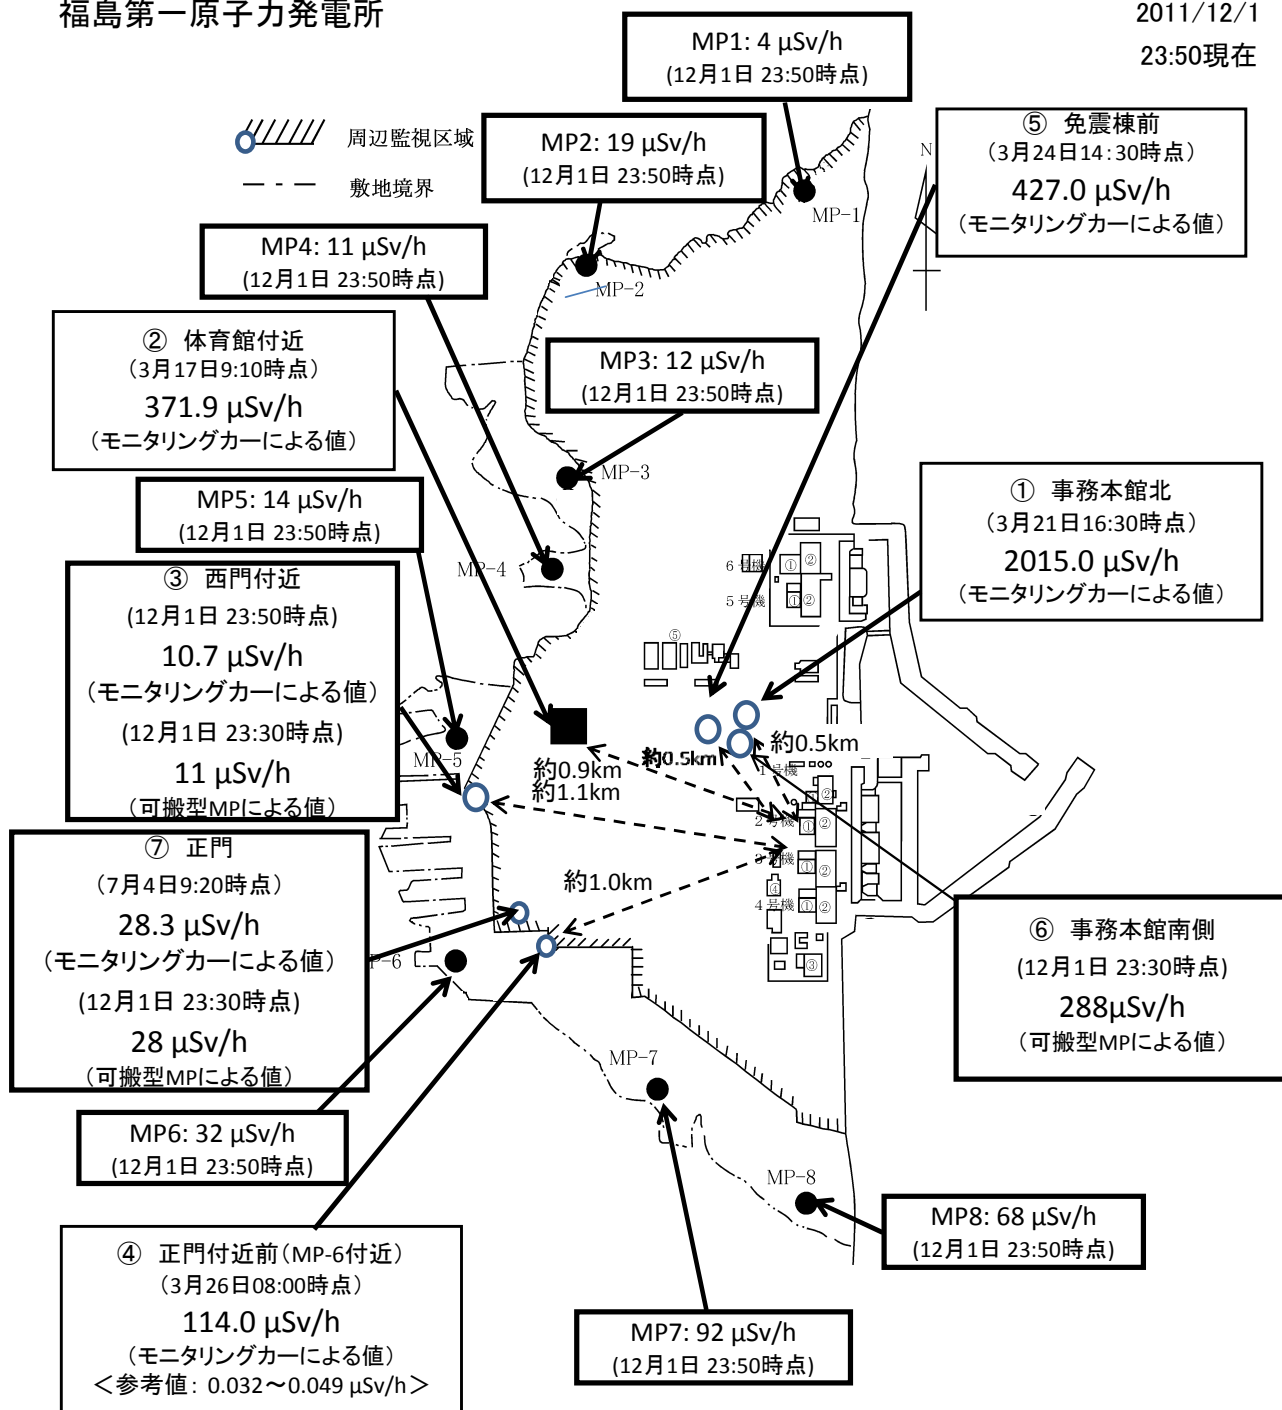 福島第一原子力発電所
2011/12/1
23:50現在
MP1: 4 μSv/h
(12月1日 23:50時点)
周辺監視区域
敷地境界
MP2: 19 μSv/h
(12月1日 23:50時点)
⑤ 免震棟前
(3月24日14:30時点)
427.0 μSv/h
(モニタリングカーによる値)
N
MP-1
MP4: 11 μSv/h
(12月1日 23:50時点)
MP-2
② 体育館付近
(3月17日9:10時点)
371.9 μSv/h
(モニタリングカーによる値)
MP3: 12 μSv/h
(12月1日 23:50時点)
MP-3
① 事務本館北
(3月21日16:30時点)
2015.0 μSv/h
(モニタリングカーによる値)
MP5: 14 μSv/h
(12月1日 23:50時点)
MP-4
6号機
① ②
5号機
① ②
③ 西門付近
(12月1日 23:50時点)
10.7 μSv/h
(モニタリングカーによる値)
(12月1日 23:30時点)
11 μSv/h
(可搬型MPによる値)
⑤
MP-5
約0.9km
約1.1km
約0.5km
約0.5km
1号機
②
2号機
① ②
3号機
① ②
④
4号機
① ②
③
約1.0km
⑦ 正門
(7月4日9:20時点)
28.3 μSv/h
(モニタリングカーによる値)
(12月1日 23:30時点)
28 μSv/h
(可搬型MPによる値)
P-6
⑥ 事務本館南側
(12月1日 23:30時点)
288μSv/h
(可搬型MPによる値)
MP-7
MP6: 32 μSv/h
(12月1日 23:50時点)
MP-8
MP8: 68 μSv/h
(12月1日 23:50時点)
④ 正門付近前(MP-6付近)
(3月26日08:00時点)
114.0 μSv/h
(モニタリングカーによる値)
<参考値: 0.032～0.049 μSv/h>
MP7: 92 μSv/h
(12月1日 23:50時点)